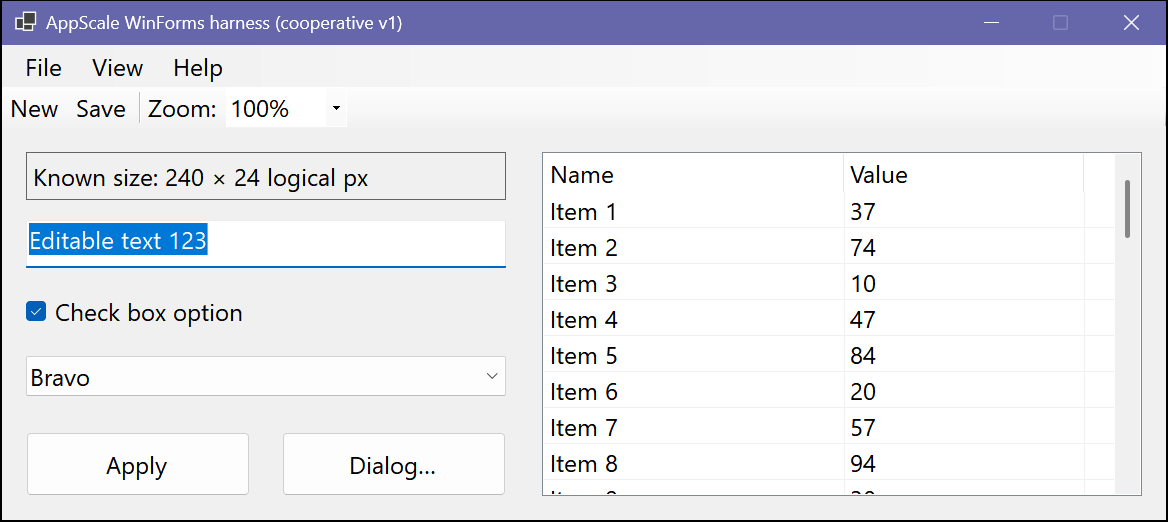 AppScale WinForms harness (cooperative v1)
File View Help
New Save Zoom: 100%
Known size: 240 × 24 logical px
Editable text 123
Check box option
Bravo
Apply Dialog...
Name Value
Item 1 37
Item 2 74
Item 3 10
Item 4 47
Item 5 84
Item 6 20
Item 7 57
Item 8 94